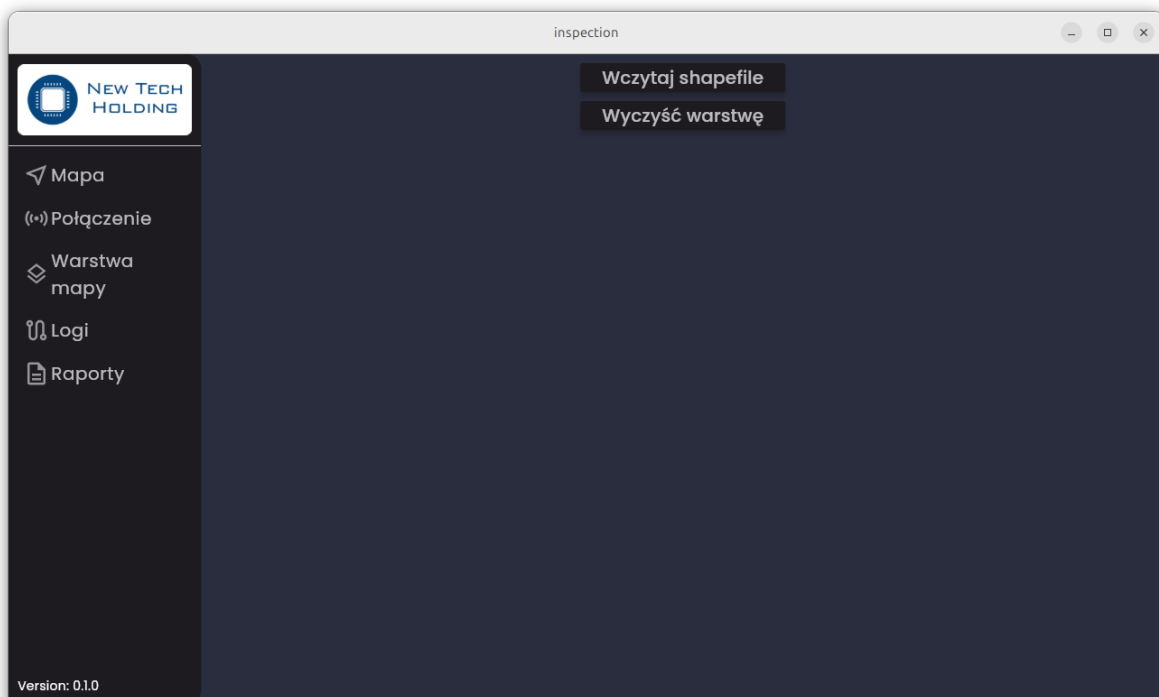 inspection
NEW TECH
HOLDING
Mapa
Połączenie
Warstwa
mapy
Logi
Raporty
Version: 0.1.0
Wczytaj shapefile
Wyczyść warstwę